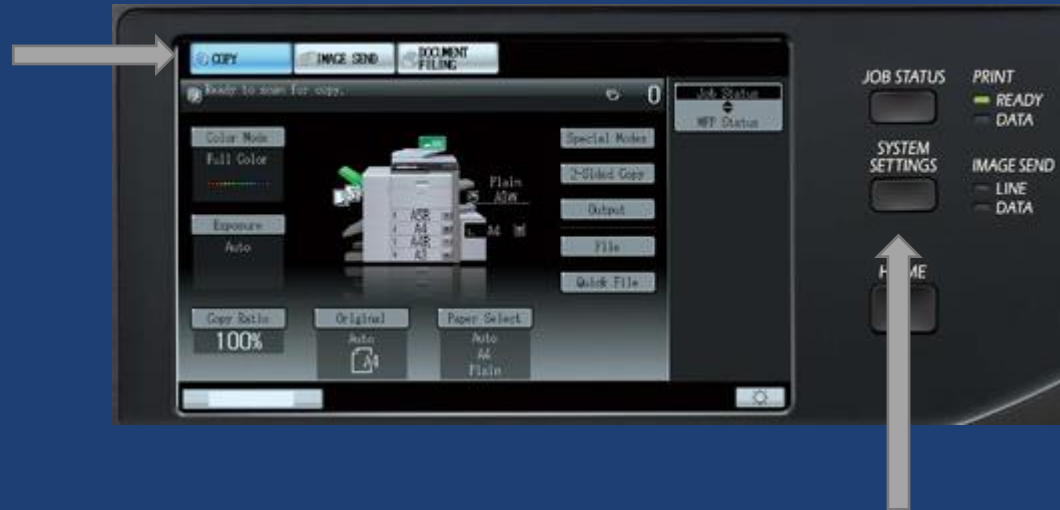 COPY
IMAGE SEND
DOCUMENT
FILING
Ready to scan for copy.
0
Job Status
MFP Status
Color Mode
Full Color
Exposure
Auto
Copy Ratio
100%
Original
Auto
A4
Paper Select
Auto
A4
Plain
Plain
A4
A4R
A3
A4
Special Modes
2-Sided Copy
Output
File
Quick File
JOB STATUS
SYSTEM
SETTINGS
PRINT
READY
DATA
IMAGE SEND
LINE
DATA